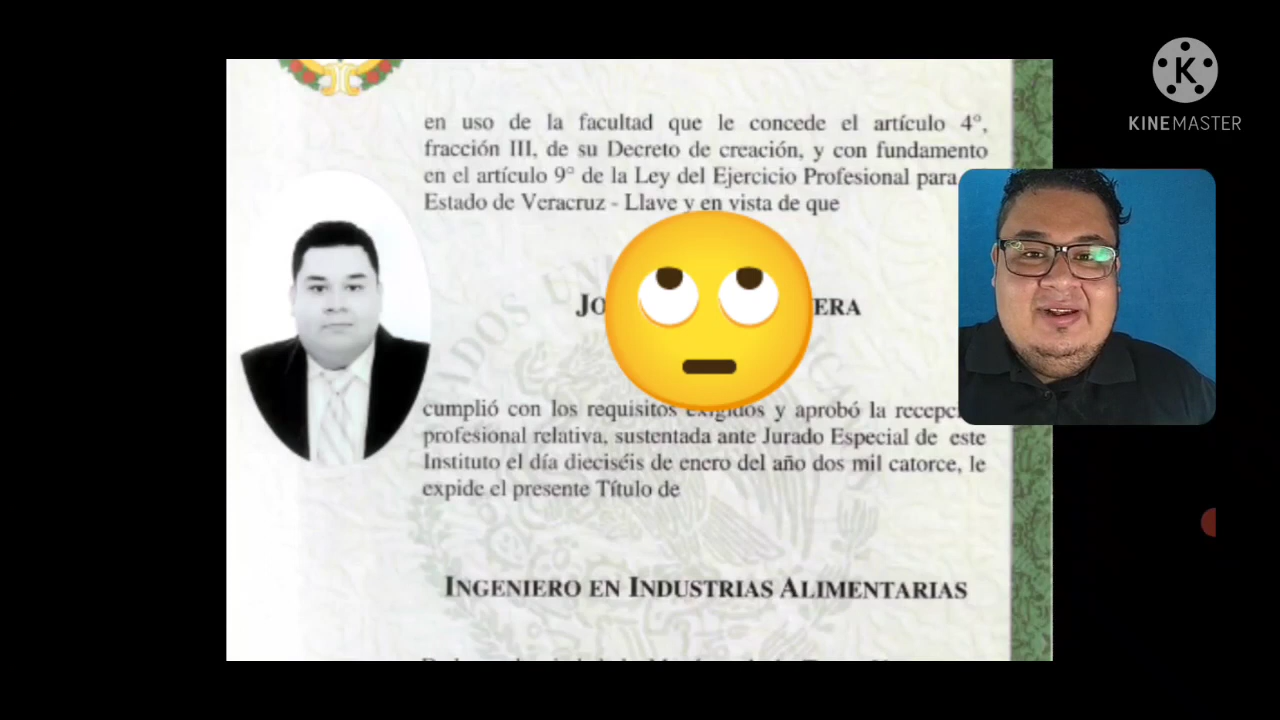 KINEMASTER
en uso de la facultad que le concede el artículo 4°,
fracción III, de su Decreto de creación, y con fundamento
en el artículo 9° de la Ley del Ejercicio Profesional para
Estado de Veracruz - Llave y en vista de que
cumplió con los requisitos exigidos y aprobó la
profesional relativa, sustentada ante Jurado Especial de este
Instituto el día dieciséis de enero del año dos mil catorce, le
expide el presente Título de
INGENIERO EN INDUSTRIAS ALIMENTARIAS